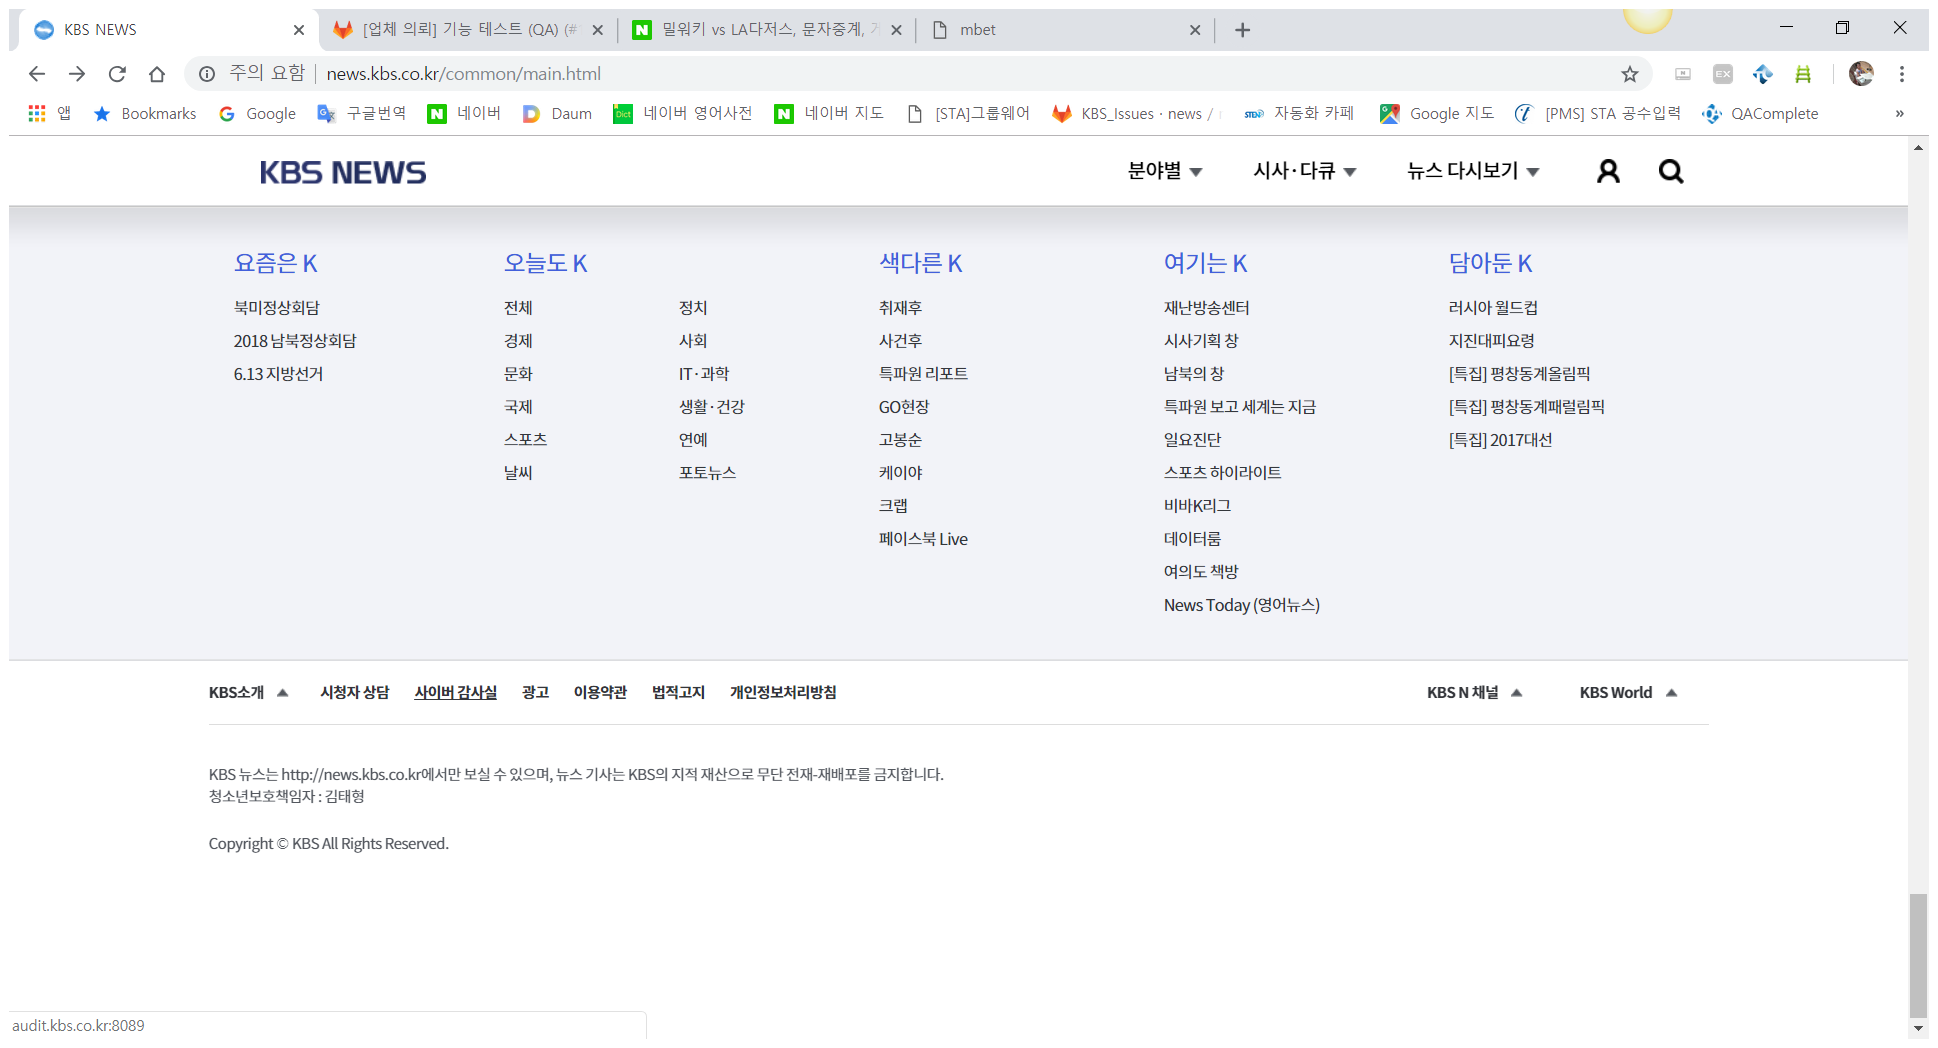 KBS NEWS
[업체 의뢰] 기능 테스트 (QA) (#
밀워키 vs LA다저스, 문자중계,
mbet
주의 요함 news.kbs.co.kr/common/main.html
앱 Bookmarks Google 구글번역 네이버 Daum 네이버 영어사전 네이버 지도 [STA]그룹웨어 KBS_Issues · news / 자동화 카페 Google 지도 [PMS] STA 공수입력 QAComplete »
KBS NEWS 분야별 시사·다큐 뉴스 다시보기
요즘은 K
북미정상회담
2018 남북정상회담
6.13 지방선거
오늘도 K
전체 정치
경제 사회
문화 IT·과학
국제 생활·건강
스포츠 연예
날씨 포토뉴스
색다른 K
취재후
사건후
특파원 리포트
GO현장
고봉순
케이야
크랩
페이스북 Live
여기는 K
재난방송센터
시사기획 창
남북의 창
특파원 보고 세계는 지금
일요진단
스포츠 하이라이트
비바K리그
데이터룸
여의도 책방
News Today (영어뉴스)
담아둔 K
러시아 월드컵
지진대피요령
[특집] 평창동계올림픽
[특집] 평창동계패럴림픽
[특집] 2017대선
KBS소개 시청자 상담 사이버 감사실 광고 이용약관 법적고지 개인정보처리방침 KBS N 채널 KBS World
KBS 뉴스는 http://news.kbs.co.kr에서만 보실 수 있으며, 뉴스 기사는 KBS의 지적 재산으로 무단 전재-재배포를 금지합니다.
청소년보호책임자 : 김태형
Copyright © KBS All Rights Reserved.
audit.kbs.co.kr:8089